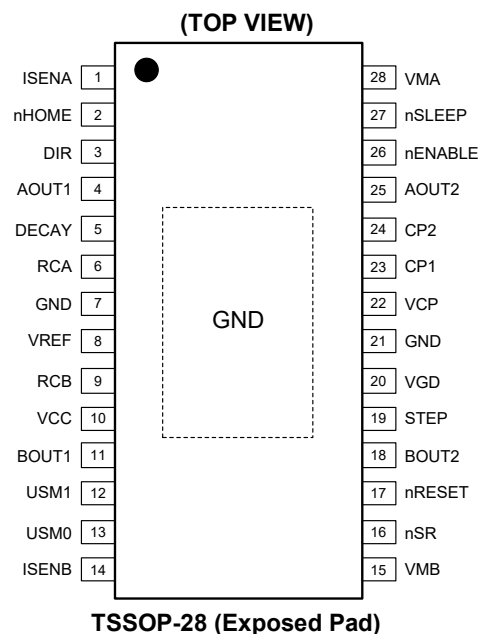 (TOP VIEW)
ISENA 1 28 VMA
nHOME 2 27 nSLEEP
DIR 3 26 nENABLE
AOUT1 4 25 AOUT2
DECAY 5 24 CP2
RCA 6 23 CP1
GND 7 22 VCP
GND
VREF 8 21 GND
RCB 9 20 VGD
VCC 10 19 STEP
BOUT1 11 18 BOUT2
USM1 12 17 nRESET
USM0 13 16 nSR
ISENB 14 15 VMB
TSSOP-28 (Exposed Pad)